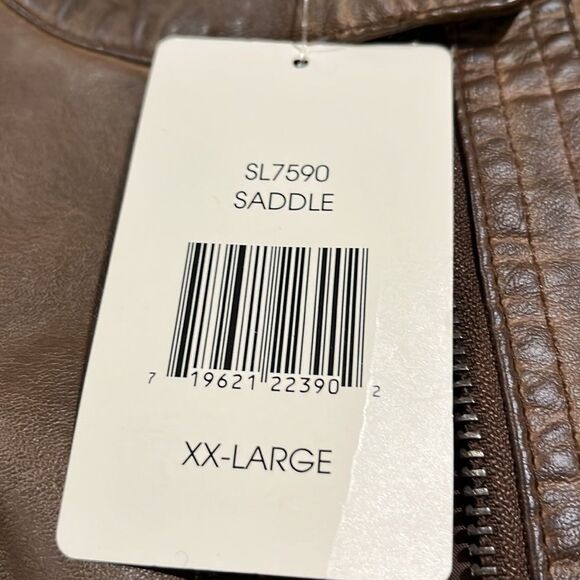 SL7590
SADDLE
7 19621 22390 2
XX-LARGE